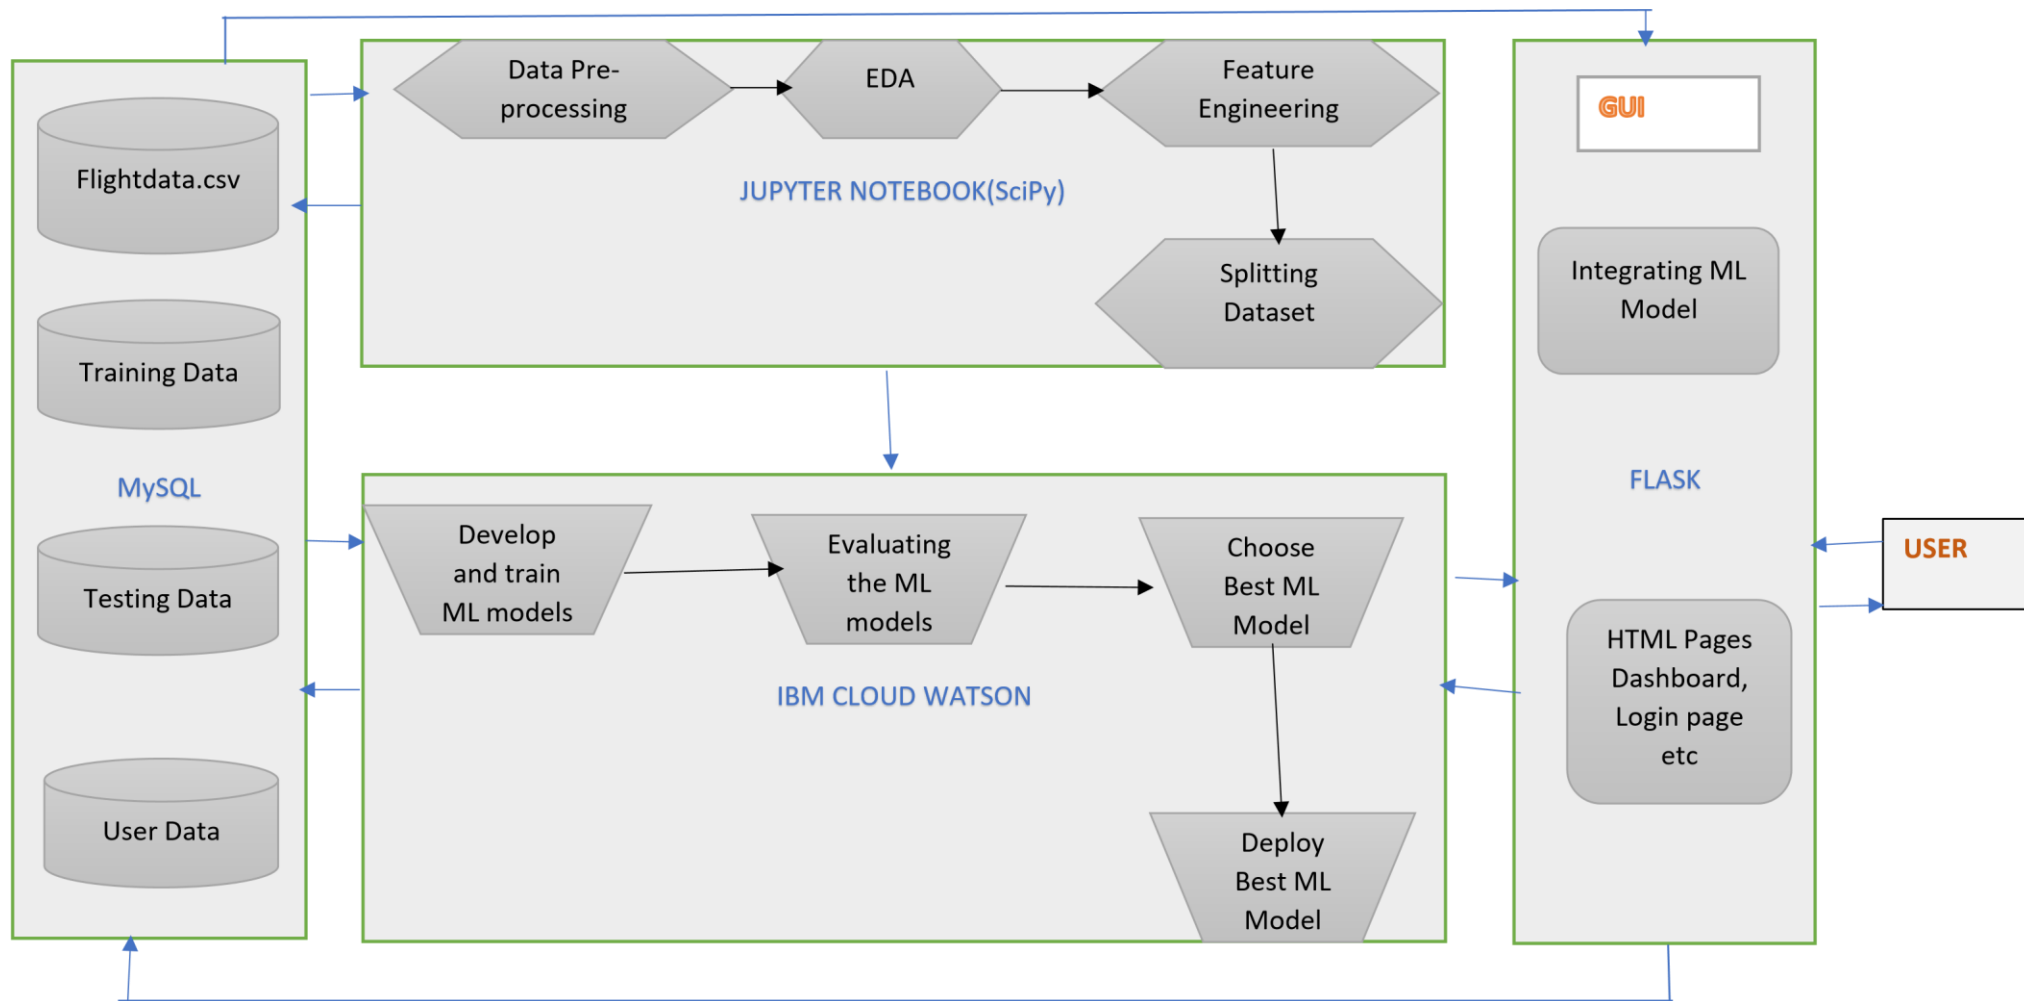 Flightdata.csv
Training Data
MySQL
Testing Data
User Data
Data Pre-
processing
EDA
Feature
Engineering
JUPYTER NOTEBOOK(SciPy)
Splitting
Dataset
Develop
and train
ML models
Evaluating
the ML
models
Choose
Best ML
Model
IBM CLOUD WATSON
Deploy
Best ML
Model
GUI
Integrating ML
Model
FLASK
HTML Pages
Dashboard,
Login page
etc
USER